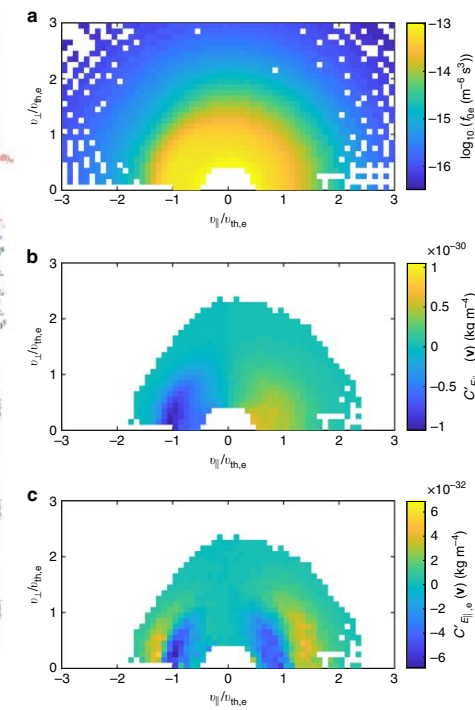 a
3
2
1
0
−3 −2 −1 0 1 2 3
v⊥/vth,e
v∥/vth,e
−13
−14
−15
−16
log10 (f0e (m−6 s3))
b
3
2
1
0
−3 −2 −1 0 1 2 3
v⊥/vth,e
v∥/vth,e
×10−30
1
0.5
0
−0.5
−1
(v) (kg m−4)
c
3
2
1
0
−3 −2 −1 0 1 2 3
v⊥/vth,e
v∥/vth,e
×10−32
6
4
2
0
−2
−4
−6
C′E∥,e (v) (kg m−4)